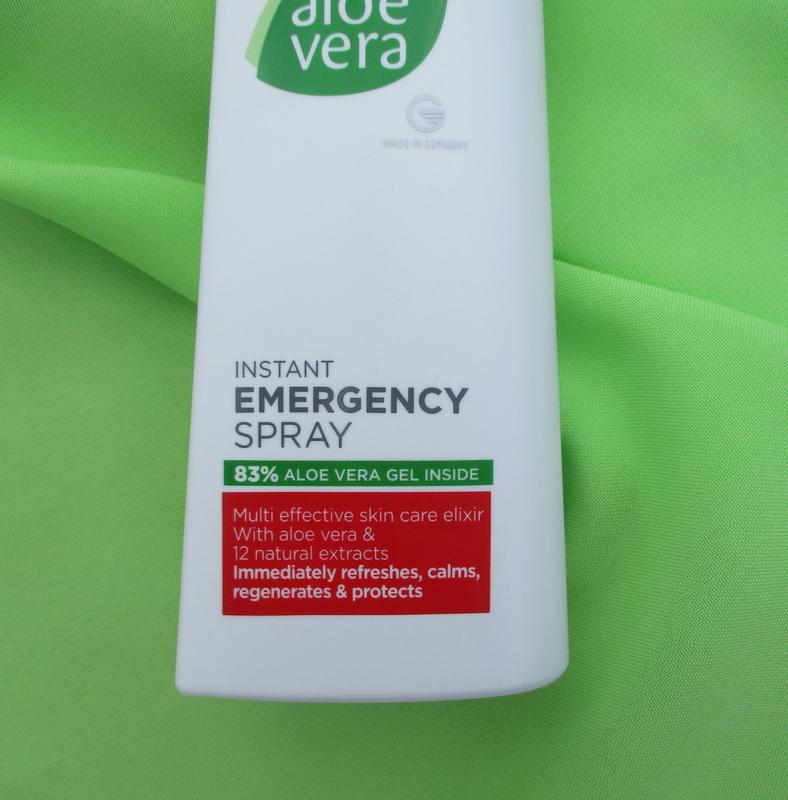 aloe
vera
MADE IN GERMANY
INSTANT
EMERGENCY
SPRAY
83% ALOE VERA GEL INSIDE
Multi effective skin care elixir
With aloe vera &
12 natural extracts
Immediately refreshes, calms,
regenerates & protects